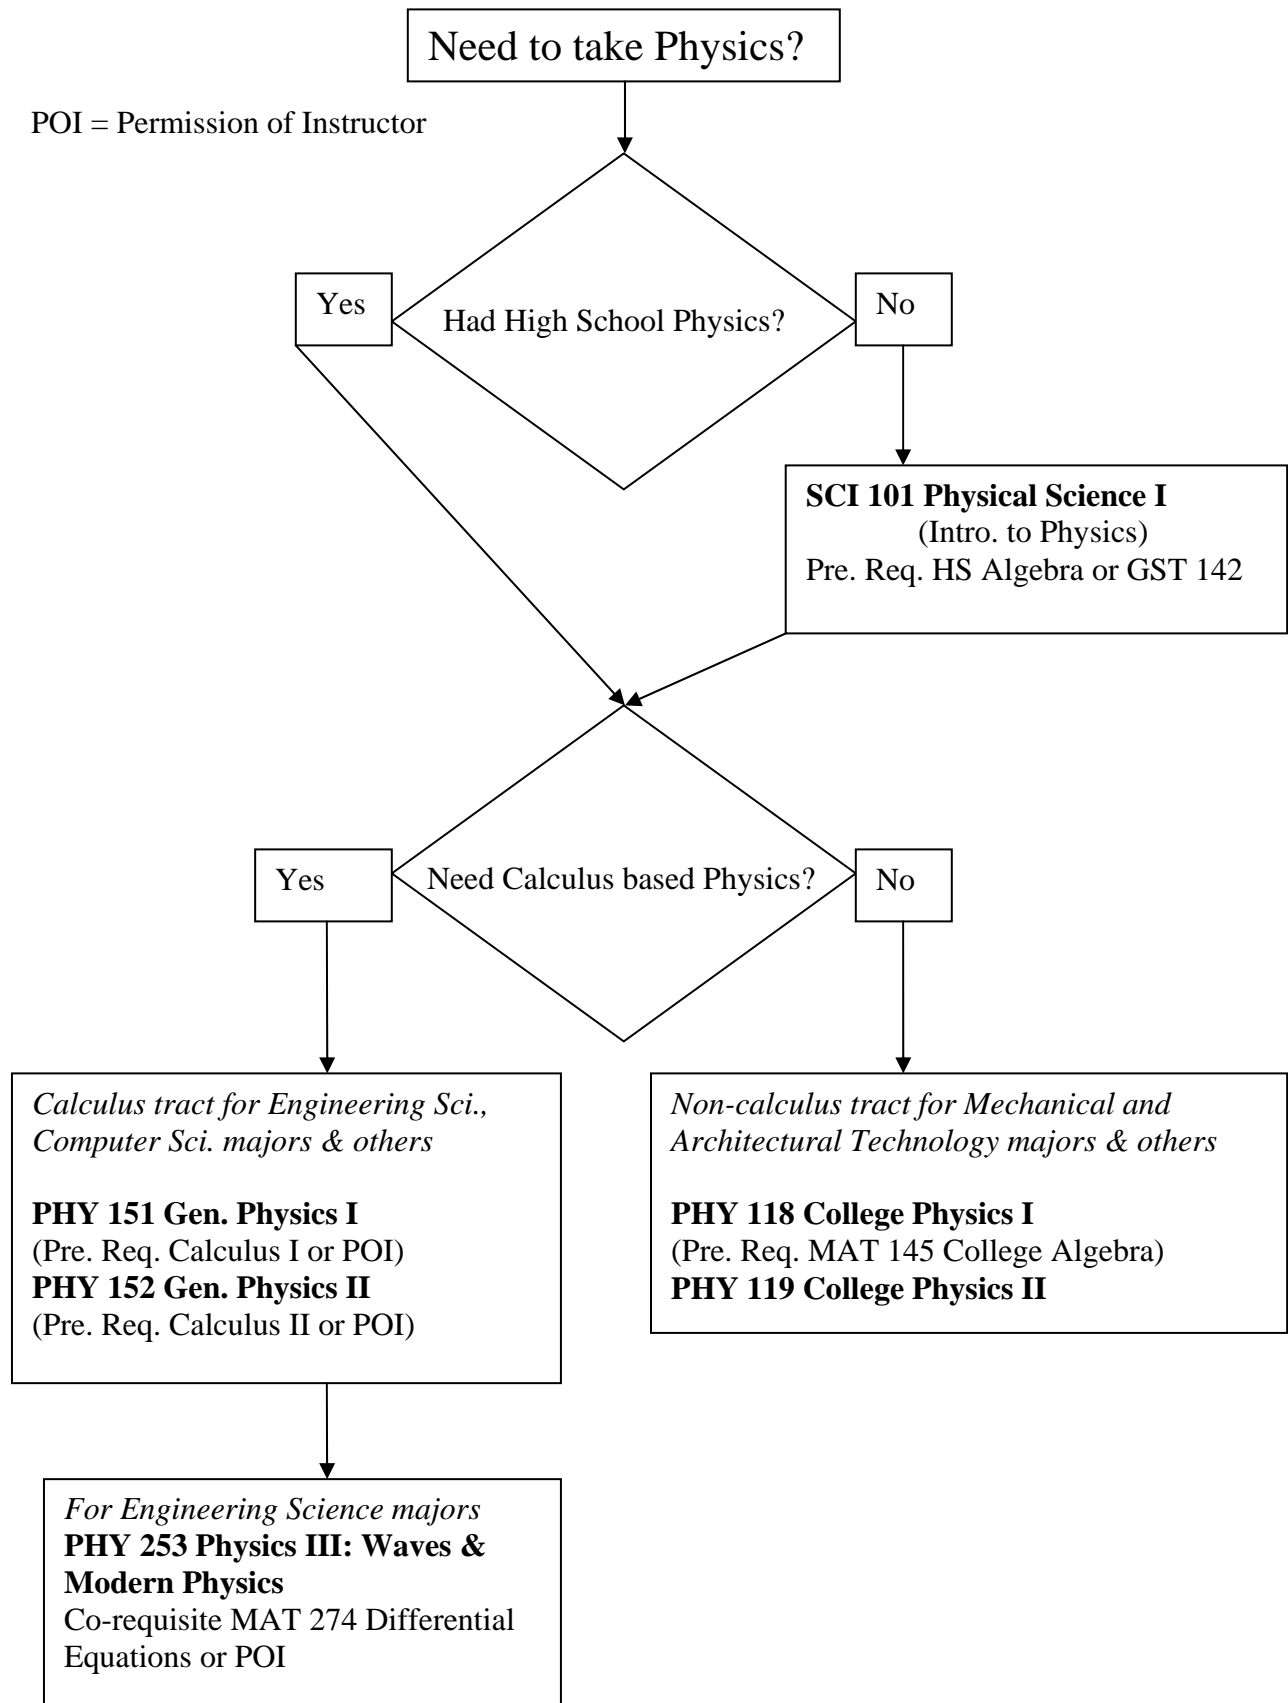 Need to take Physics?
POI = Permission of Instructor
Yes
Had High School Physics?
No
SCI 101 Physical Science I
(Intro. to Physics)
Pre. Req. HS Algebra or GST 142
Yes
Need Calculus based Physics?
No
Calculus tract for Engineering Sci.,
Computer Sci. majors & others
PHY 151 Gen. Physics I
(Pre. Req. Calculus I or POI)
PHY 152 Gen. Physics II
(Pre. Req. Calculus II or POI)
Non-calculus tract for Mechanical and
Architectural Technology majors & others
PHY 118 College Physics I
(Pre. Req. MAT 145 College Algebra)
PHY 119 College Physics II
For Engineering Science majors
PHY 253 Physics III: Waves &
Modern Physics
Co-requisite MAT 274 Differential
Equations or POI